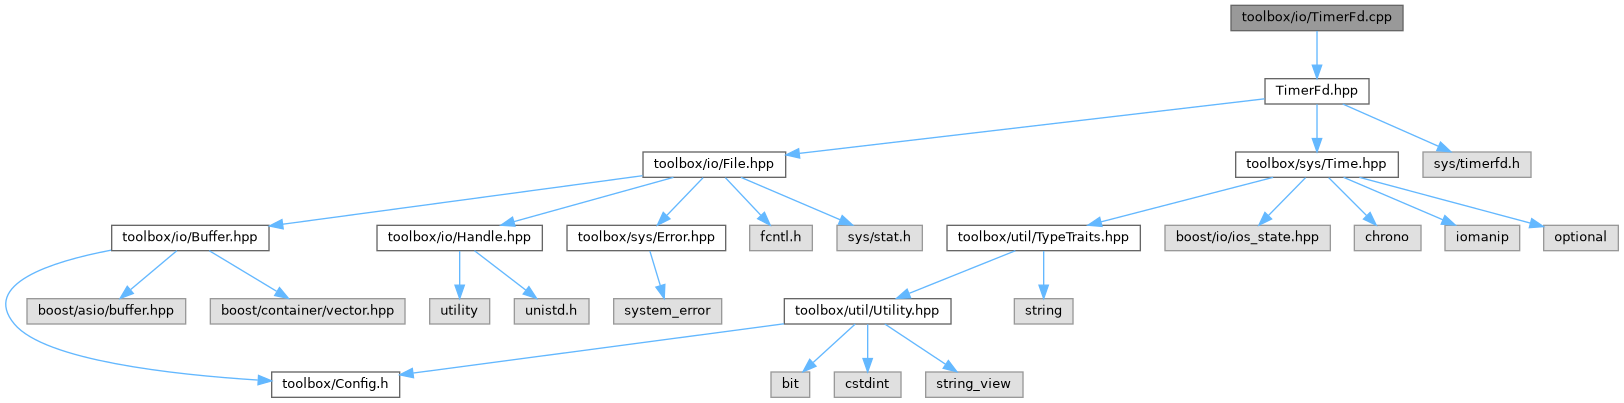 toolbox/io/TimerFd.cpp
TimerFd.hpp
toolbox/io/File.hpp
toolbox/sys/Time.hpp
sys/timerfd.h
toolbox/io/Buffer.hpp
toolbox/io/Handle.hpp
toolbox/sys/Error.hpp
fcntl.h
sys/stat.h
toolbox/util/TypeTraits.hpp
boost/io/ios_state.hpp
chrono
iomanip
optional
boost/asio/buffer.hpp
boost/container/vector.hpp
utility
unistd.h
system_error
toolbox/util/Utility.hpp
string
toolbox/Config.h
bit
cstdint
string_view